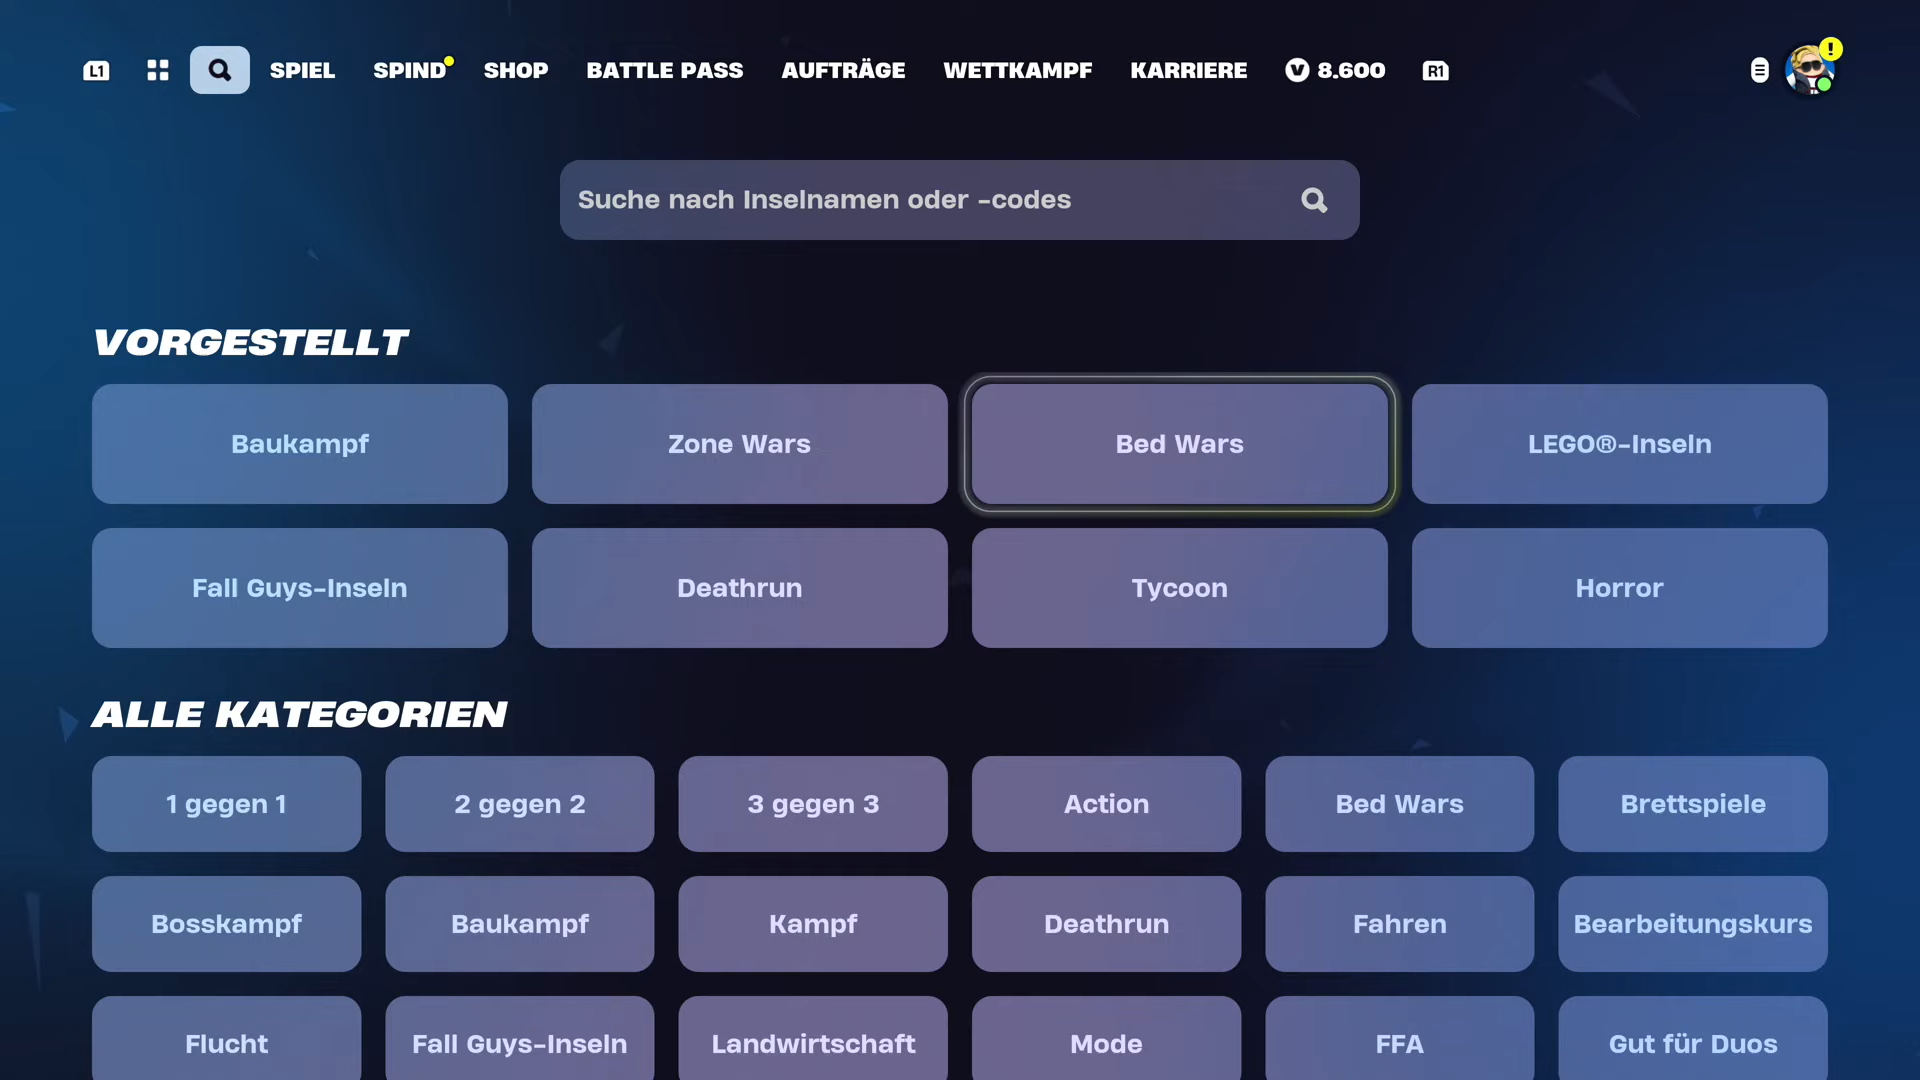 L1 SPIEL SPIND SHOP BATTLE PASS AUFTRÄGE WETTKAMPF KARRIERE V 8.600 R1 !
Suche nach Inselnamen oder -codes
VORGESTELLT
Baukampf Zone Wars Bed Wars LEGO®-Inseln
Fall Guys-Inseln Deathrun Tycoon Horror
ALLE KATEGORIEN
1 gegen 1 2 gegen 2 3 gegen 3 Action Bed Wars Brettspiele
Bosskampf Baukampf Kampf Deathrun Fahren Bearbeitungskurs
Flucht Fall Guys-Inseln Landwirtschaft Mode FFA Gut für Duos